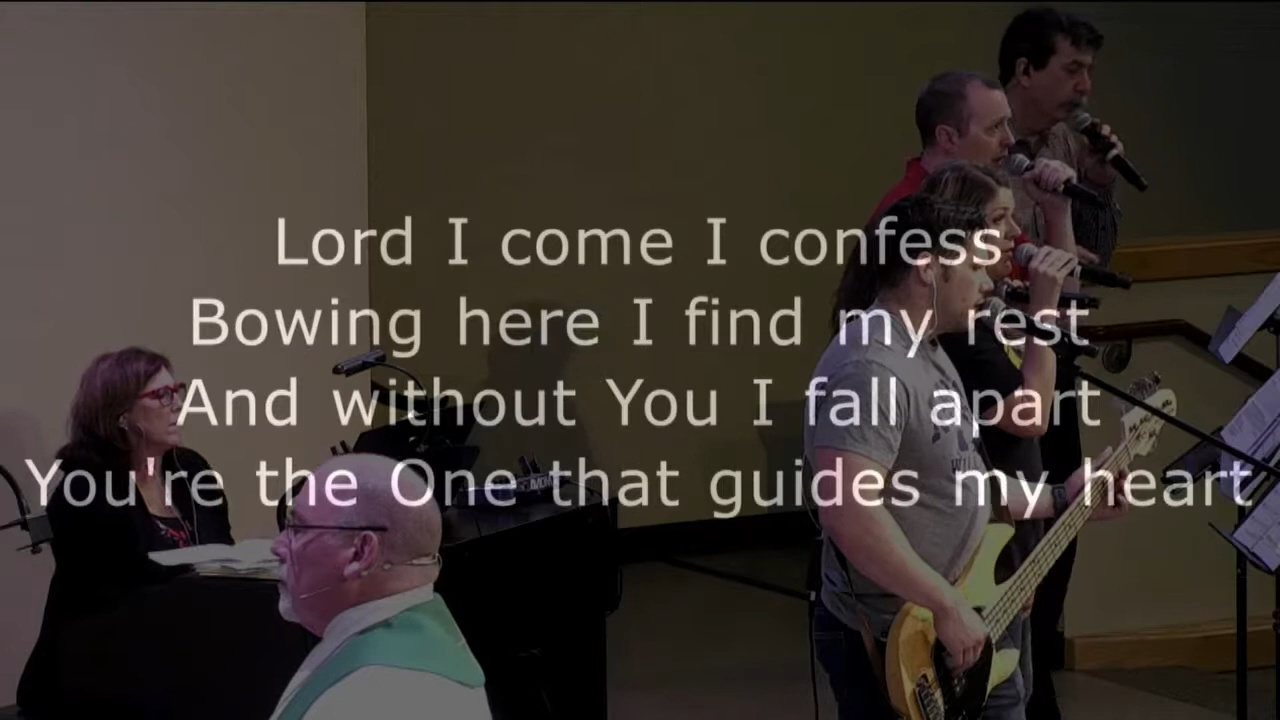 Lord I come I confess
Bowing here I find my rest
And without You I fall apart
You're the One that guides my heart